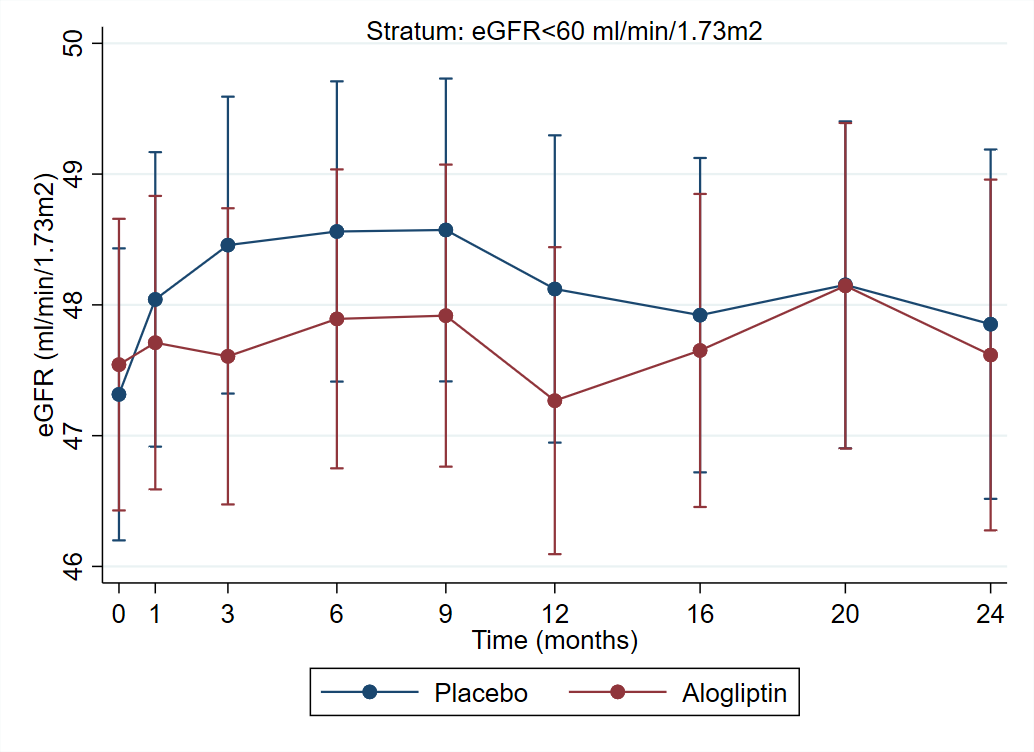 Stratum: eGFR<60 ml/min/1.73m2
eGFR (ml/min/1.73m2)
50
49
48
47
46
0 1 3 6 9 12 16 20 24
Time (months)
Placebo Alogliptin